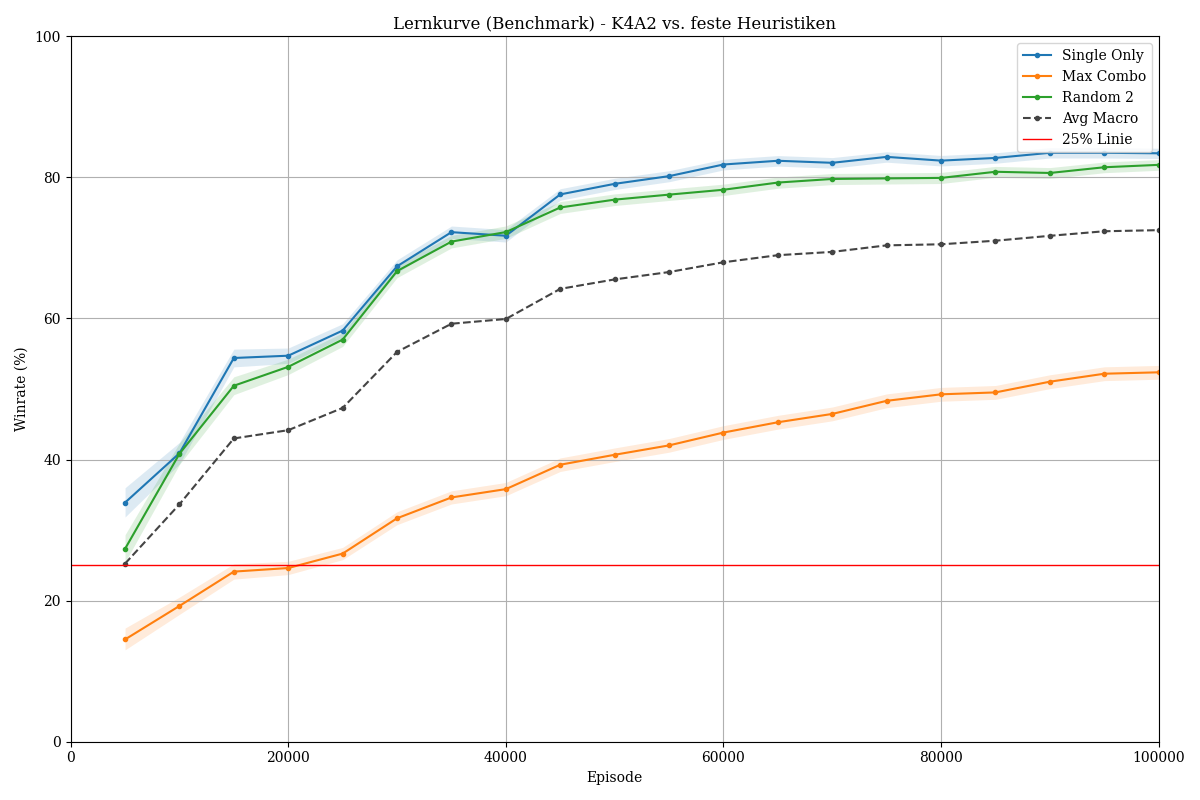 Lernkurve (Benchmark) - K4A2 vs. feste Heuristiken
100
80
60
40
20
0
Winrate (%)
Single Only
Max Combo
Random 2
Avg Macro
25% Linie
0 20000 40000 60000 80000 100000
Episode